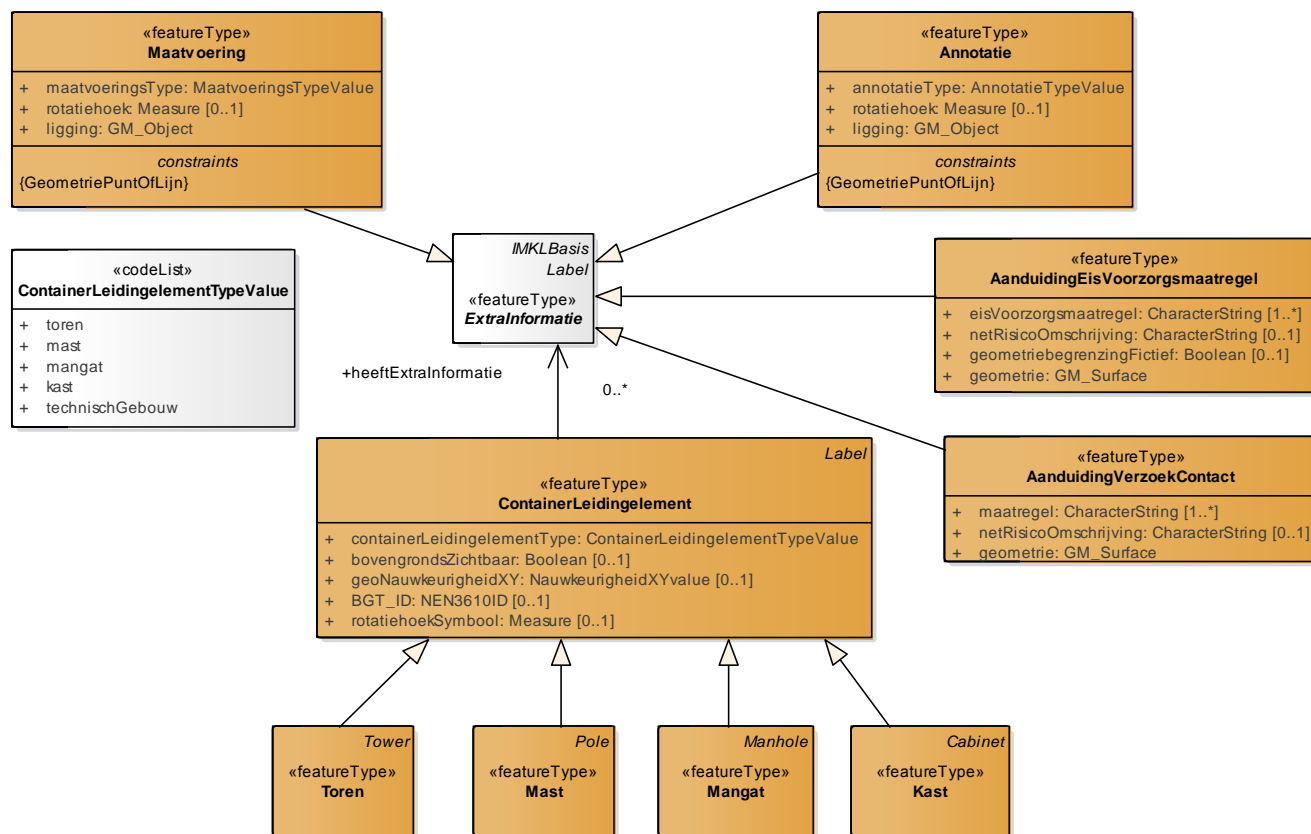 «featureType»
Maatvoering
+ maatvoeringsType: MaatvoeringsTypeValue
+ rotatiehoek: Measure [0..1]
+ ligging: GM_Object
constraints
{GeometriePuntOfLijn}
«featureType»
Annotatie
+ annotatieType: AnnotatieTypeValue
+ rotatiehoek: Measure [0..1]
+ ligging: GM_Object
constraints
{GeometriePuntOfLijn}
«codeList»
ContainerLeidingelementTypeValue
+ toren
+ mast
+ mangat
+ kast
+ technischGebouw
IMKLBasis
Label
«featureType»
ExtraInformatie
«featureType»
AanduidingEisVoorzorgsmaatregel
+ eisVoorzorgsmaatregel: CharacterString [1..*]
+ netRisicoOmschrijving: CharacterString [0..1]
+ geometriebegrenzingFictief: Boolean [0..1]
+ geometrie: GM_Surface
+heeftExtraInformatie
0..*
«featureType»
AanduidingVerzoekContact
+ maatregel: CharacterString [1..*]
+ netRisicoOmschrijving: CharacterString [0..1]
+ geometrie: GM_Surface
Label
«featureType»
ContainerLeidingelement
+ containerLeidingelementType: ContainerLeidingelementTypeValue
+ bovengrondsZichtbaar: Boolean [0..1]
+ geoNauwkeurigheidXY: NauwkeurigheidXYvalue [0..1]
+ BGT_ID: NEN3610ID [0..1]
+ rotatiehoekSymbool: Measure [0..1]
Tower
«featureType»
Toren
Pole
«featureType»
Mast
Manhole
«featureType»
Mangat
Cabinet
«featureType»
Kast